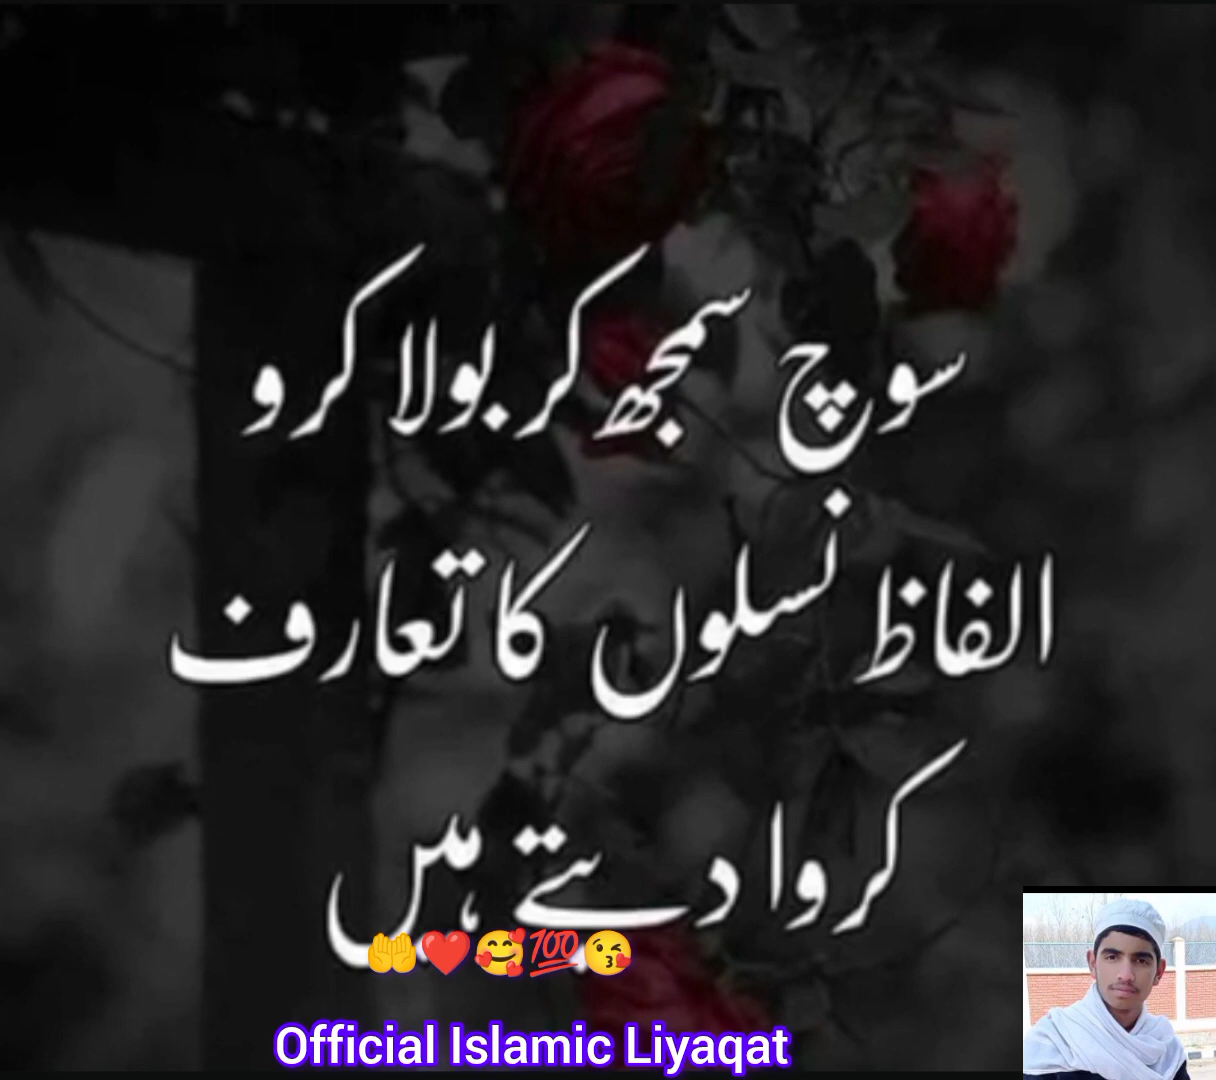 سوچ سمجھ کر بولا کرو
الفاظ نسلوں کا تعارف
کروا دیتے ہیں
🤲❤️🥰💯😘
Official Islamic Liyaqat